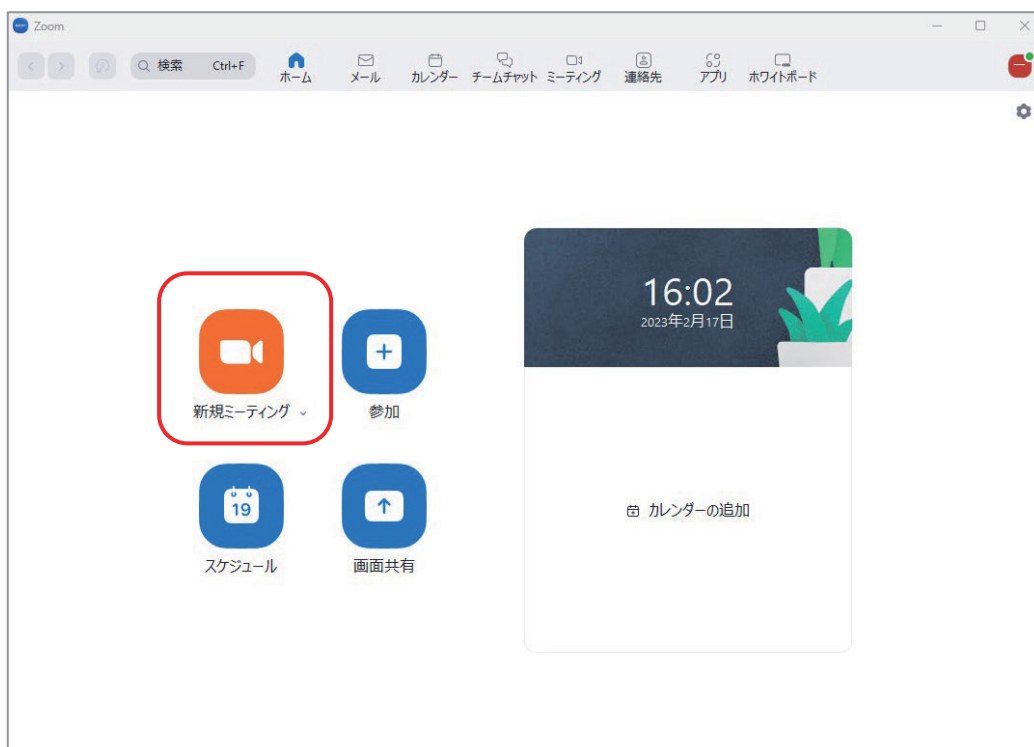 Zoom
検索 Ctrl+F
ホーム メール カレンダー チームチャット ミーティング 連絡先 アプリ ホワイトボード
16:02
2023年2月17日
新規ミーティング
参加
19
スケジュール
画面共有
カレンダーの追加